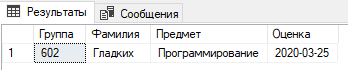 Результаты Сообщения
Группа Фамилия Предмет Оценка
1 602 Гладких Программирование 2020-03-25